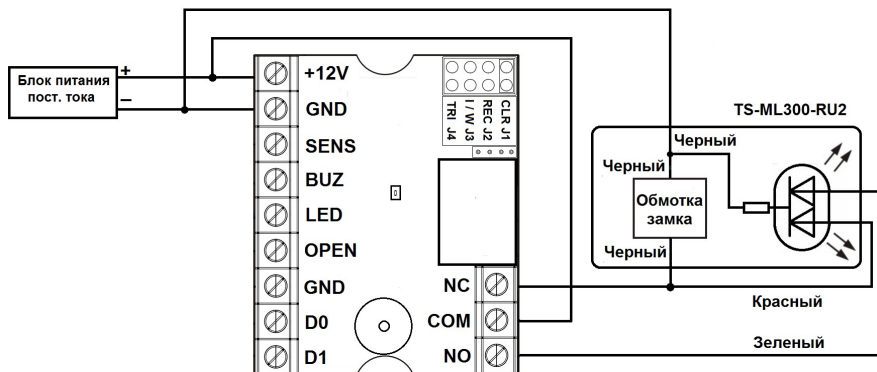 Блок питания
пост. тока
+
–
+12V
GND
SENS
BUZ
LED
OPEN
GND
D0
D1
CLR J1
REC J2
I / W J3
TRI J4
NC
COM
NO
TS-ML300-RU2
Черный
Черный
Обмотка
замка
Черный
Красный
Зеленый